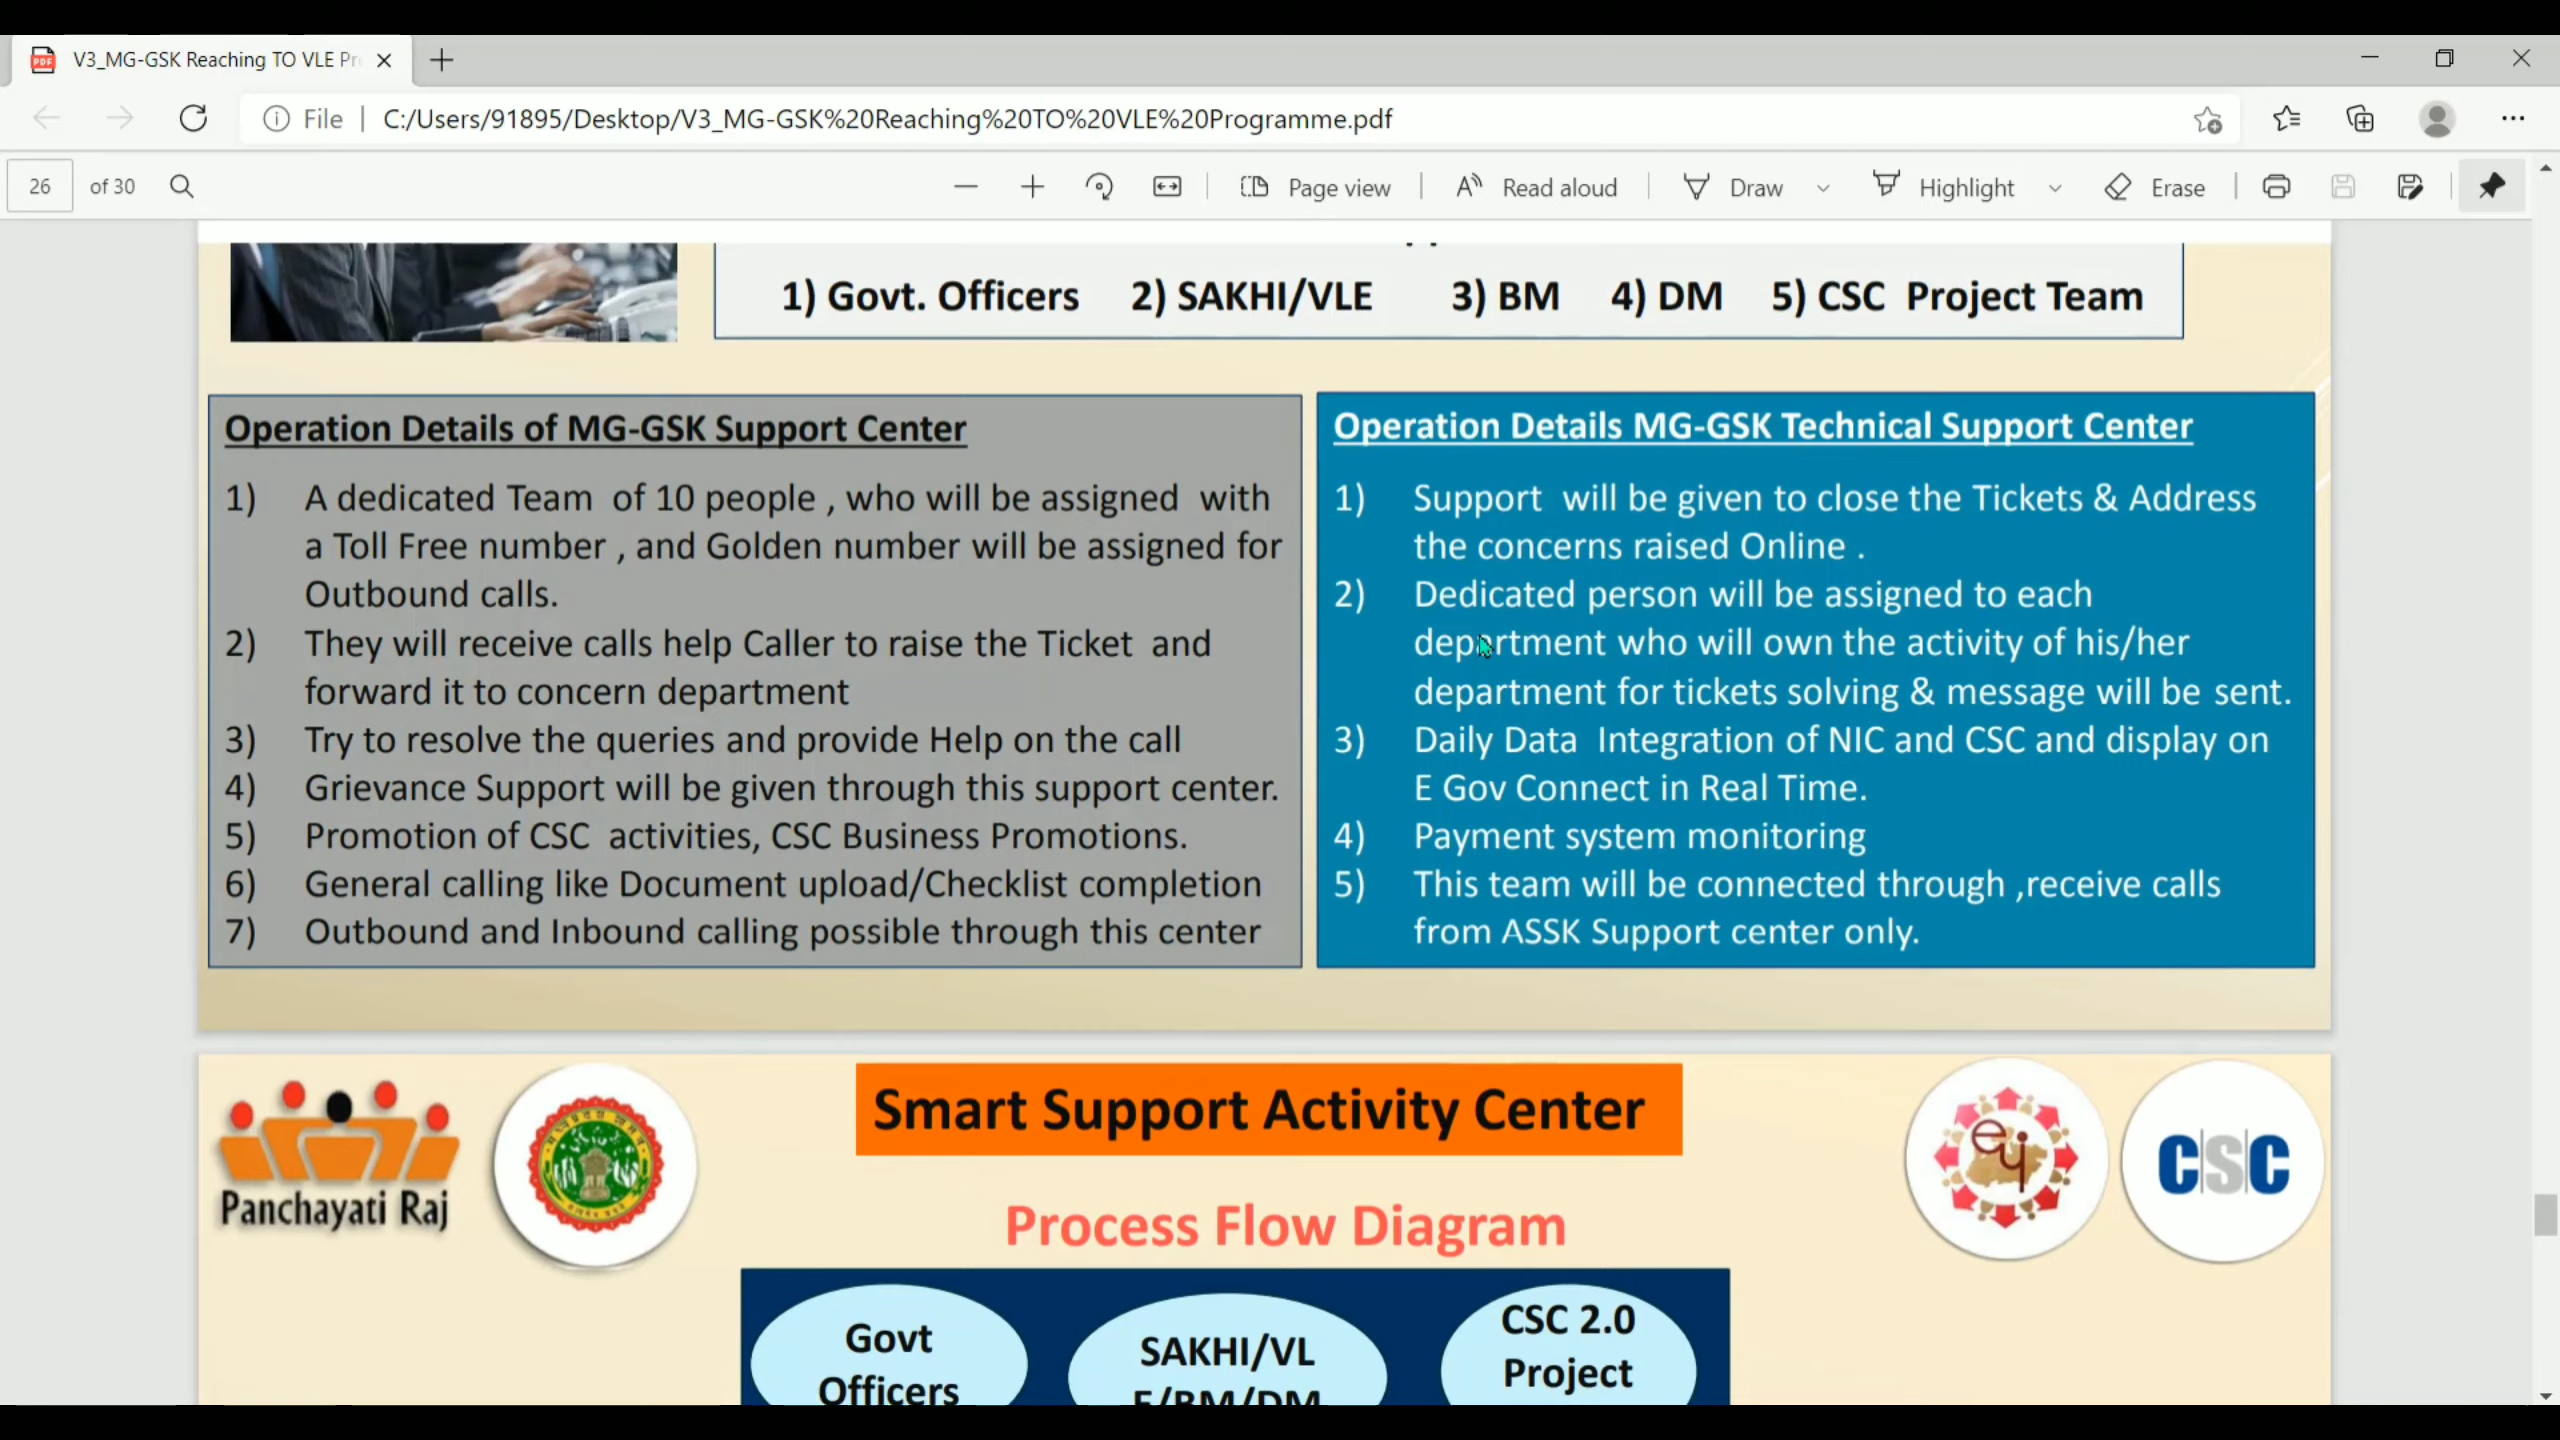 V3_MG-GSK Reaching TO VLE Pr
File
C:/Users/91895/Desktop/V3_MG-GSK%20Reaching%20TO%20VLE%20Programme.pdf
26 of 30
Page view
Read aloud
Draw
Highlight
Erase
1) Govt. Officers 2) SAKHI/VLE 3) BM 4) DM 5) CSC Project Team
Operation Details of MG-GSK Support Center
1) A dedicated Team of 10 people , who will be assigned with
a Toll Free number , and Golden number will be assigned for
Outbound calls.
2) They will receive calls help Caller to raise the Ticket and
forward it to concern department
3) Try to resolve the queries and provide Help on the call
4) Grievance Support will be given through this support center.
5) Promotion of CSC activities, CSC Business Promotions.
6) General calling like Document upload/Checklist completion
7) Outbound and Inbound calling possible through this center
Operation Details MG-GSK Technical Support Center
1) Support will be given to close the Tickets & Address
the concerns raised Online .
2) Dedicated person will be assigned to each
department who will own the activity of his/her
department for tickets solving & message will be sent.
3) Daily Data Integration of NIC and CSC and display on
E Gov Connect in Real Time.
4) Payment system monitoring
5) This team will be connected through ,receive calls
from ASSK Support center only.
Panchayati Raj
Smart Support Activity Center
Process Flow Diagram
CSC
Govt
Officers
SAKHI/VL
E/BM/DM
CSC 2.0
Project